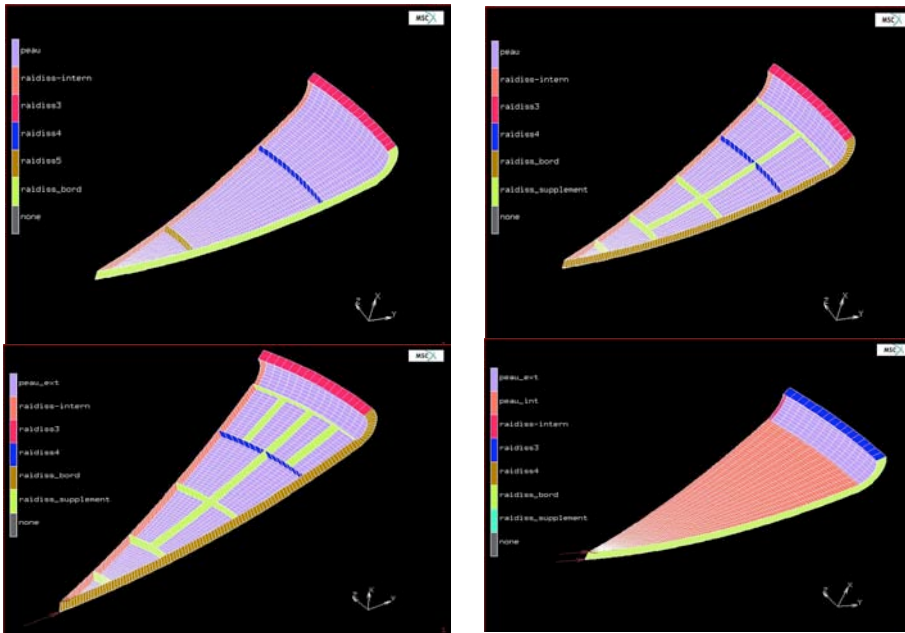 MSC
peau
raidiss-intern
raidiss3
raidiss4
raidiss5
raidiss_bord
none
Z X Y
MSC
peau
raidiss-intern
raidiss3
raidiss4
raidiss_bord
raidiss_supplement
none
Z X Y
MSC
peau_ext
raidiss-intern
raidiss3
raidiss4
raidiss_bord
raidiss_supplement
none
Z X Y
MSC
peau_ext
peau_int
raidiss-intern
raidiss3
raidiss4
raidiss_bord
raidiss_supplement
none
Z X Y